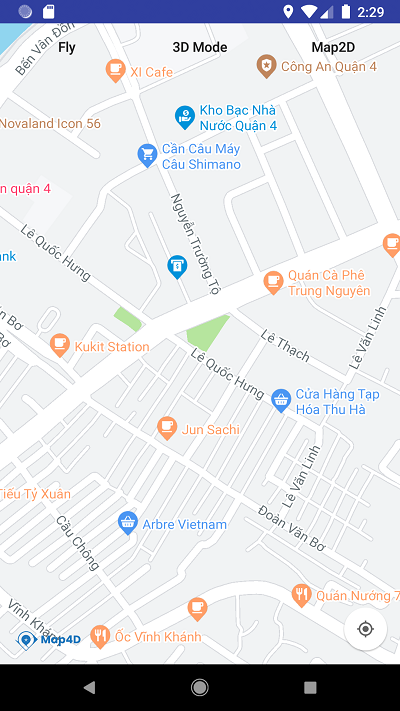 2:29
Bến Vân Đồn
Fly
3D Mode
Map2D
XI Cafe
Công An Quận 4
Kho Bạc Nhà
Nước Quận 4
Novaland Icon 56
Cần Câu Máy
Câu Shimano
n quận 4
Nguyễn Trường Tộ
Lê Quốc Hưng
ank
Quán Cà Phê
Trung Nguyên
n Bơ
Lê Thạch
Lê Văn Linh
Kukit Station
Lê Quốc Hưng
Cửa Hàng Tạp
Hóa Thu Hà
Jun Sachi
Lê Văn Linh
Tiểu Tỷ Xuân
Đoàn Văn Bơ
Arbre Vietnam
Cầu Chông
Quán Nướng 7
Vĩnh Khánh
Map4D
Ốc Vĩnh Khánh